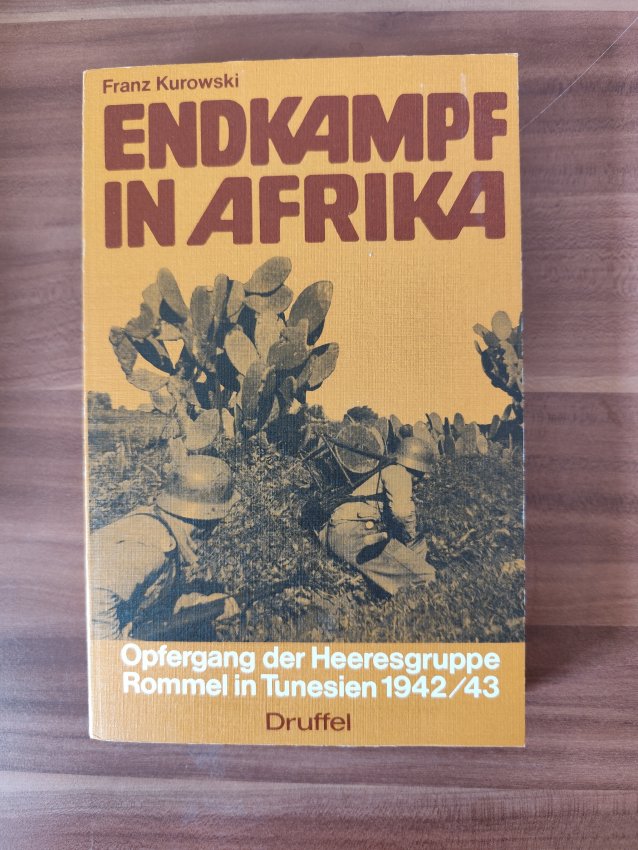 Franz Kurowski
ENDKAMPF
IN AFRIKA
Opfergang der Heeresgruppe
Rommel in Tunesien 1942/43
Druffel